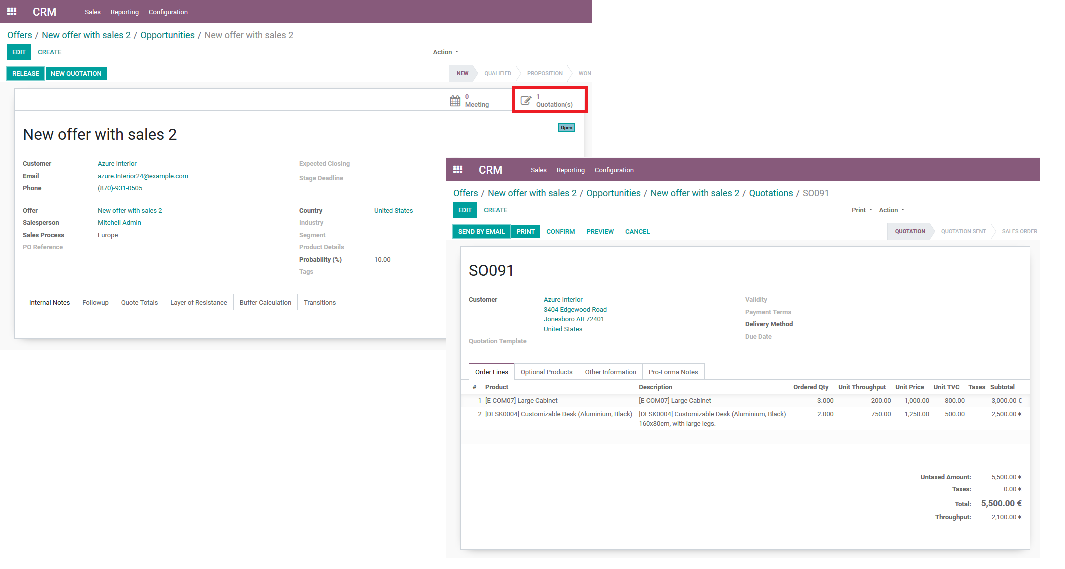 CRM Sales Reporting Configuration
Offers / New offer with sales 2 / Opportunities / New offer with sales 2
EDIT CREATE Action
RELEASE NEW QUOTATION NEW QUALIFIED PROPOSITION WON
0 Meeting
1 Quotation(s)
New offer with sales 2
Open
Customer Azure Interior Expected Closing
Email azure.Interior24@example.com Stage Deadline
Phone (870)-931-0505
Offer New offer with sales 2 Country United States
Salesperson Mitchell Admin Industry
Sales Process Europe Segment
PO Reference Product Details
Probability (%) 10.00
Tags
Internal Notes Followup Quote Totals Layer of Resistance Buffer Calculation Transitions
CRM Sales Reporting Configuration
Offers / New offer with sales 2 / Opportunities / New offer with sales 2 / Quotations / SO091
EDIT CREATE Print Action
SEND BY EMAIL PRINT CONFIRM PREVIEW CANCEL QUOTATION QUOTATION SENT SALES ORDER
SO091
Customer Azure Interior Validity
3404 Edgewood Road Payment Terms
Jonesboro AR 72401 Delivery Method
United States Due Date
Quotation Template
Order Lines Optional Products Other Information Pro-Forma Notes
# Product Description Ordered Qty Unit Throughput Unit Price Unit TVC Taxes Subtotal
1 [E-COM07] Large Cabinet [E-COM07] Large Cabinet 3.000 200.00 1,000.00 800.00 3,000.00 €
2 [DESK0004] Customizable Desk (Aluminium, Black) [DESK0004] Customizable Desk (Aluminium, Black) 2.000 750.00 1,250.00 500.00 2,500.00 €
160x80cm, with large legs.
Untaxed Amount: 5,500.00 €
Taxes: 0.00 €
Total: 5,500.00 €
Throughput: 2,100.00 €